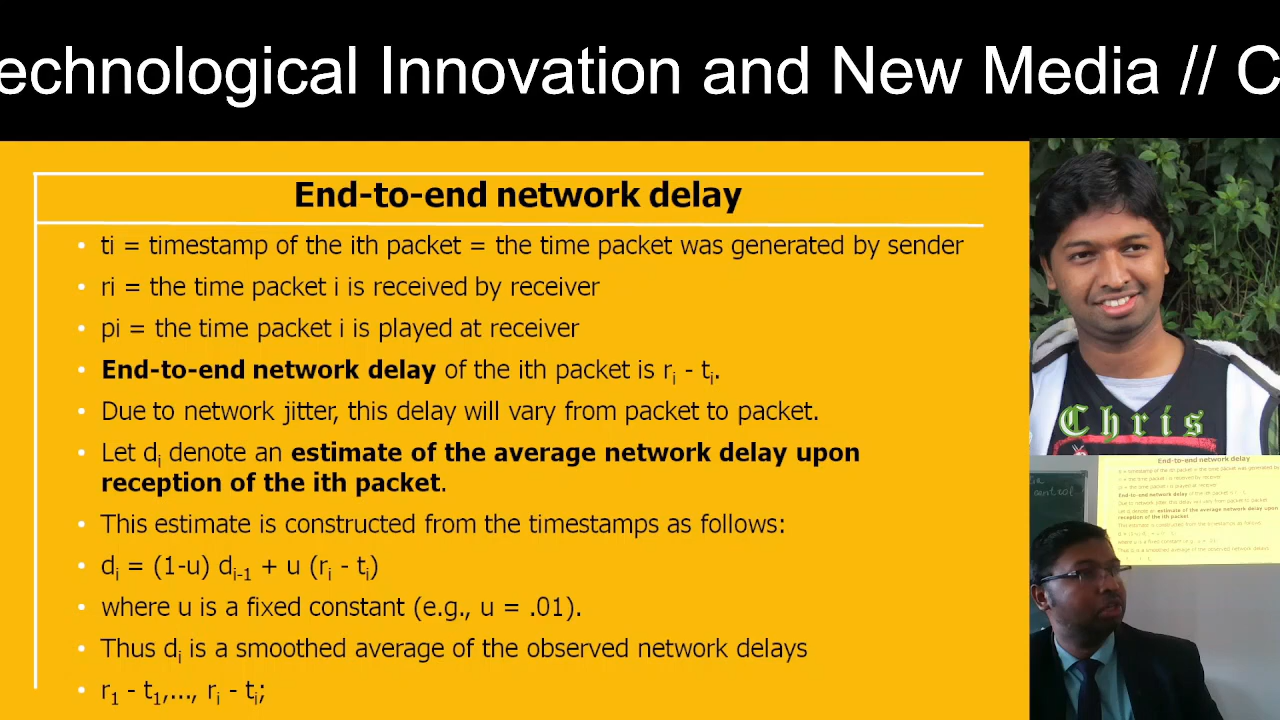 echnological Innovation and New Media // C
End-to-end network delay
• ti = timestamp of the ith packet = the time packet was generated by sender
• ri = the time packet i is received by receiver
• pi = the time packet i is played at receiver
• End-to-end network delay of the ith packet is ri - ti.
• Due to network jitter, this delay will vary from packet to packet.
• Let di denote an estimate of the average network delay upon
reception of the ith packet.
• This estimate is constructed from the timestamps as follows:
• di = (1-u) di-1 + u (ri - ti)
• where u is a fixed constant (e.g., u = .01).
• Thus di is a smoothed average of the observed network delays
• r1 - t1,..., ri - ti;
Chris
End-to-end network delay